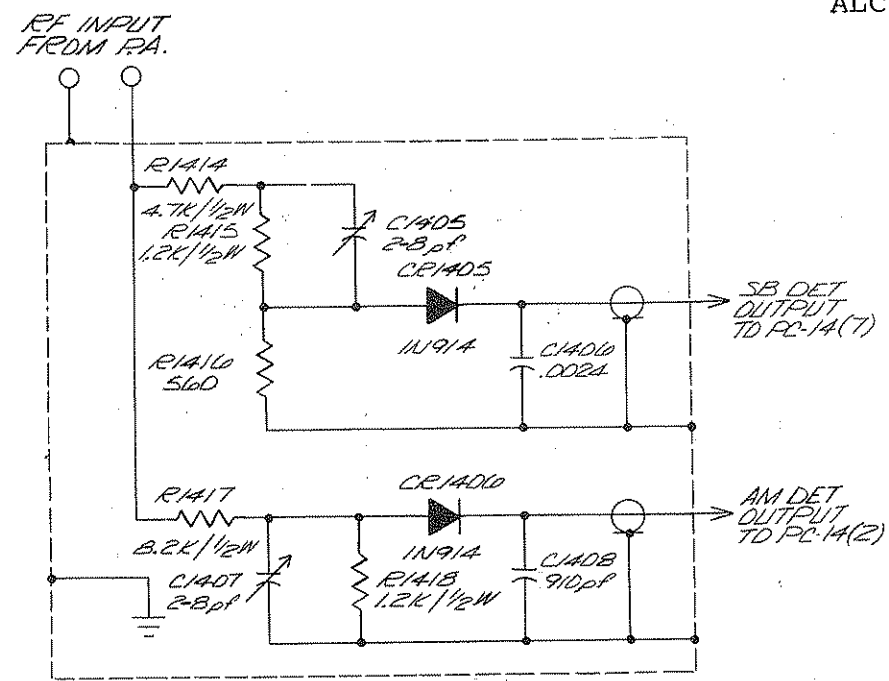 ALC
RF INPUT
FROM P.A.
R1414
4.7K/½W
R1415
1.2K/½W
C1405
2-8pf
CR1405
1N914
R1416
560
C1406
.0024
SB DET
OUTPUT
TO PC-14(7)
R1417
8.2K/½W
C1407
2-8pf
CR1406
1N914
R1418
1.2K/½W
C1408
910pf
AM DET
OUTPUT
TO PC-14(2)